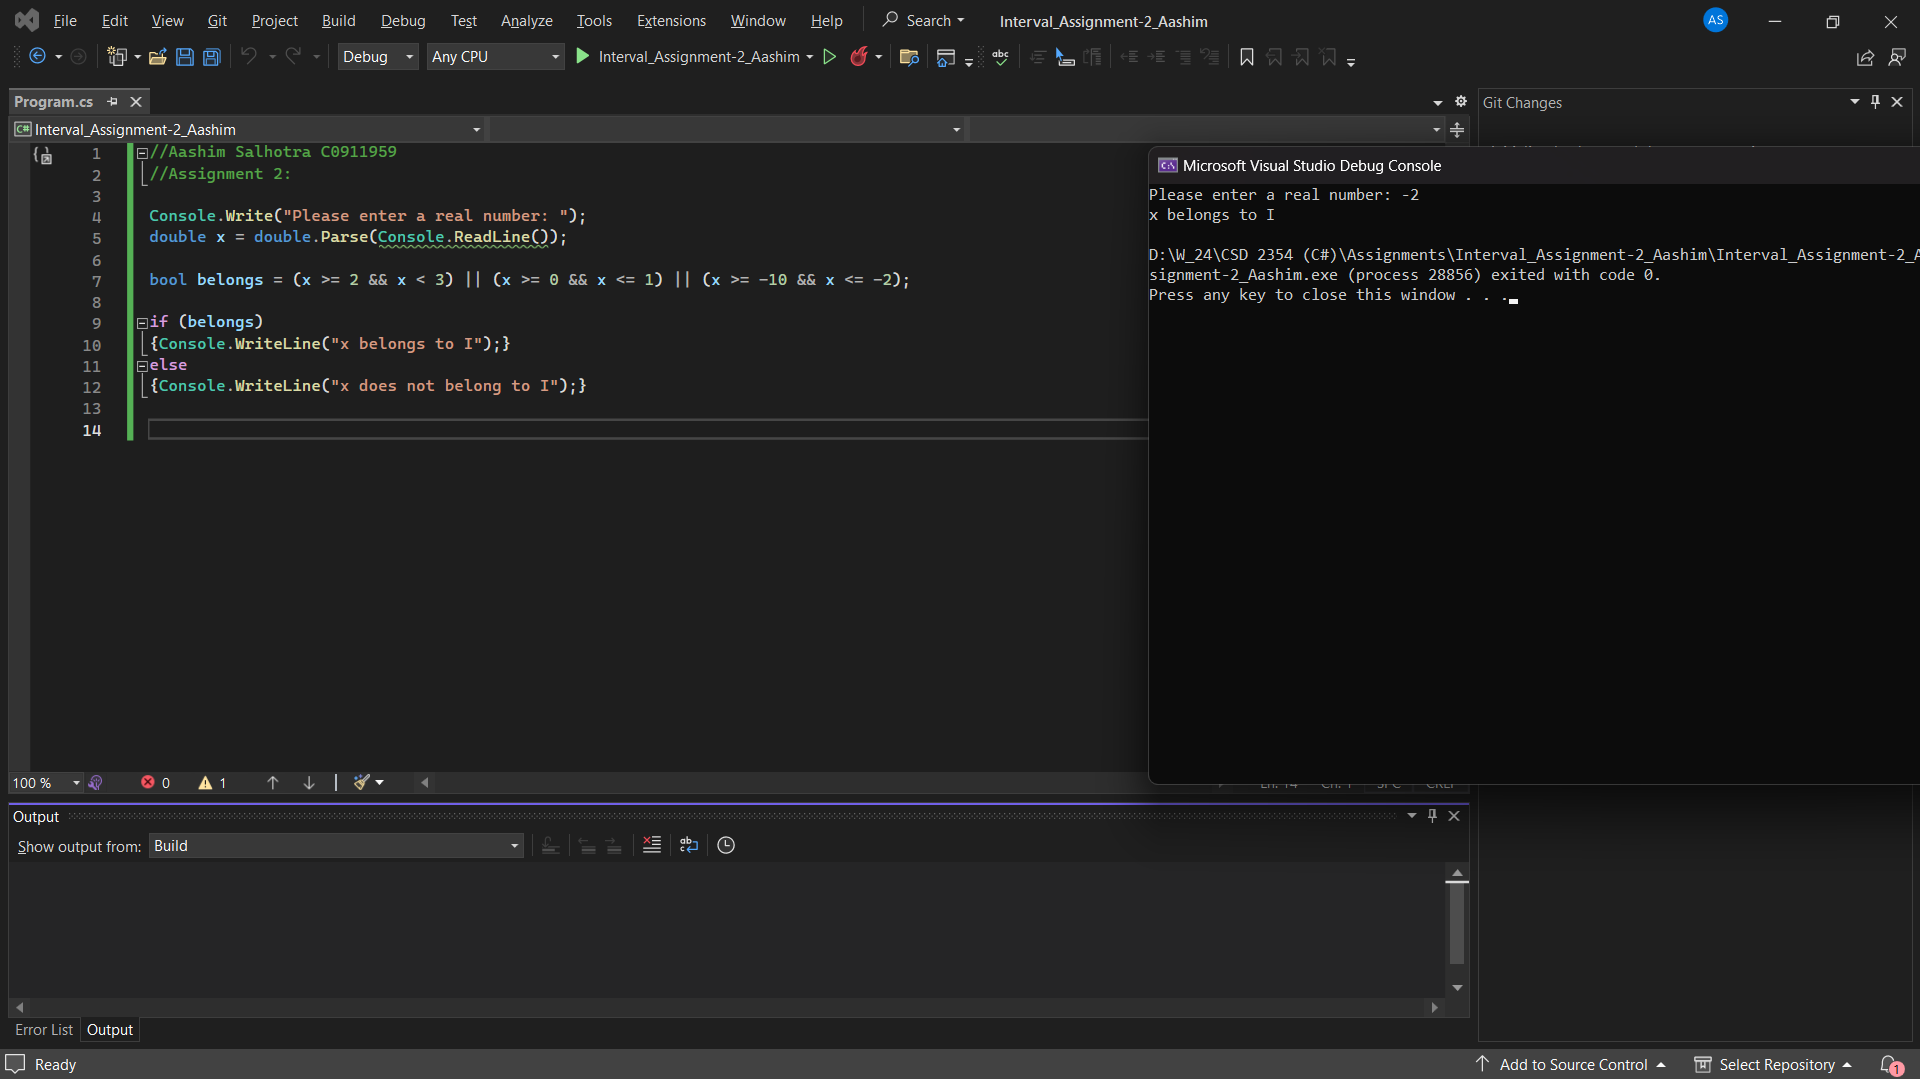 File Edit View Git Project Build Debug Test Analyze Tools Extensions Window Help Search Interval_Assignment-2_Aashim AS
Debug Any CPU Interval_Assignment-2_Aashim
Program.cs
Git Changes
C# Interval_Assignment-2_Aashim
1 //Aashim Salhotra C0911959
2 //Assignment 2:
3
4 Console.Write("Please enter a real number: ");
5 double x = double.Parse(Console.ReadLine());
6
7 bool belongs = (x >= 2 && x < 3) || (x >= 0 && x <= 1) || (x >= -10 && x <= -2);
8
9 if (belongs)
10 {Console.WriteLine("x belongs to I");}
11 else
12 {Console.WriteLine("x does not belong to I");}
13
14
Microsoft Visual Studio Debug Console
Please enter a real number: -2
x belongs to I
D:\W_24\CSD 2354 (C#)\Assignments\Interval_Assignment-2_Aashim\Interval_Assignment-2_A
signment-2_Aashim.exe (process 28856) exited with code 0.
Press any key to close this window . . .
100 % 0 1
Output
Show output from: Build
Error List Output
Ready Add to Source Control Select Repository 1